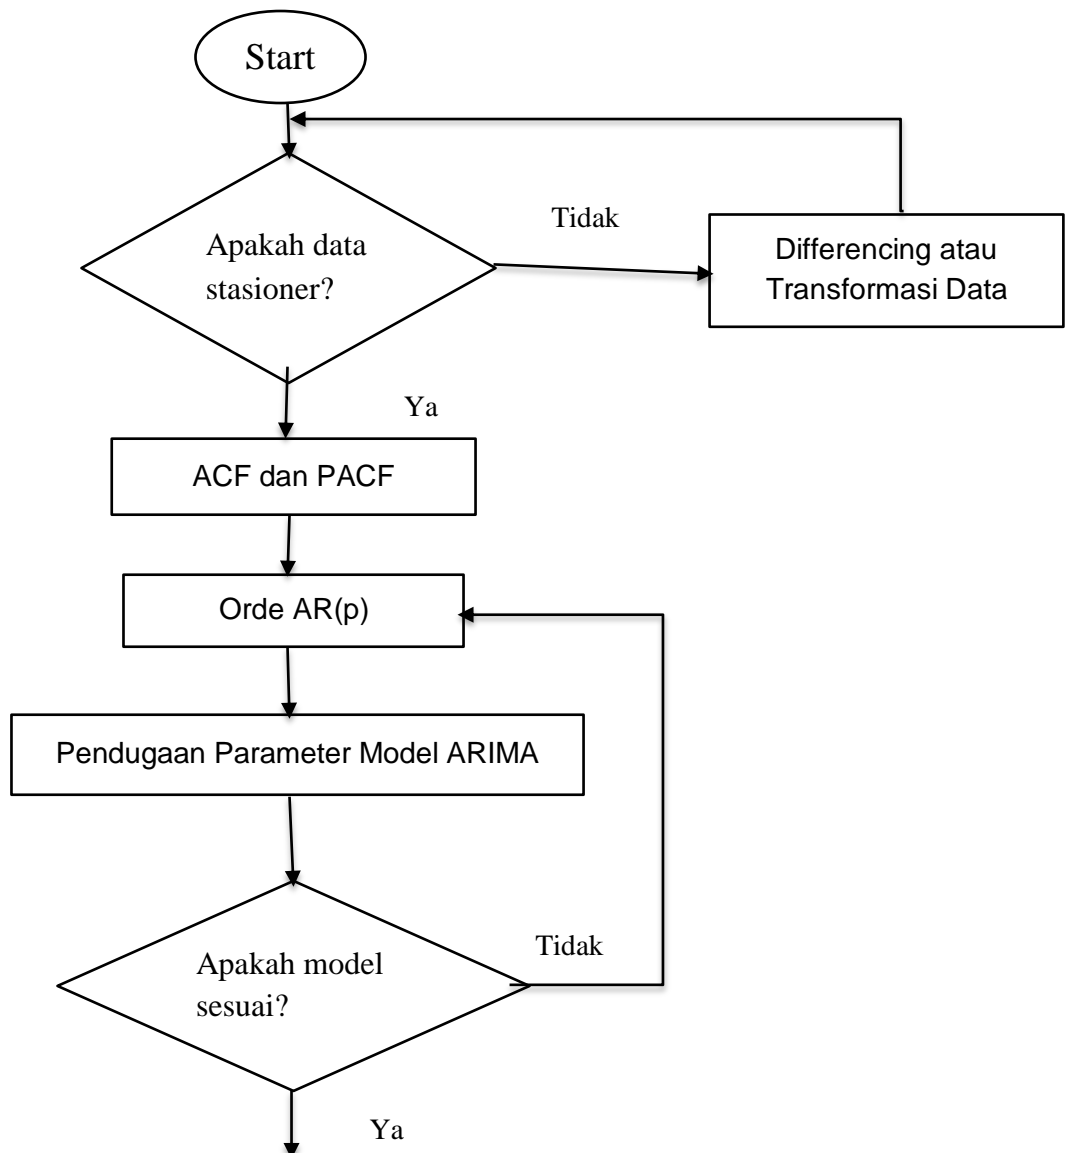 Start
Apakah data
stasioner?
Tidak
Differencing atau
Transformasi Data
Ya
ACF dan PACF
Orde AR(p)
Pendugaan Parameter Model ARIMA
Apakah model
sesuai?
Tidak
Ya